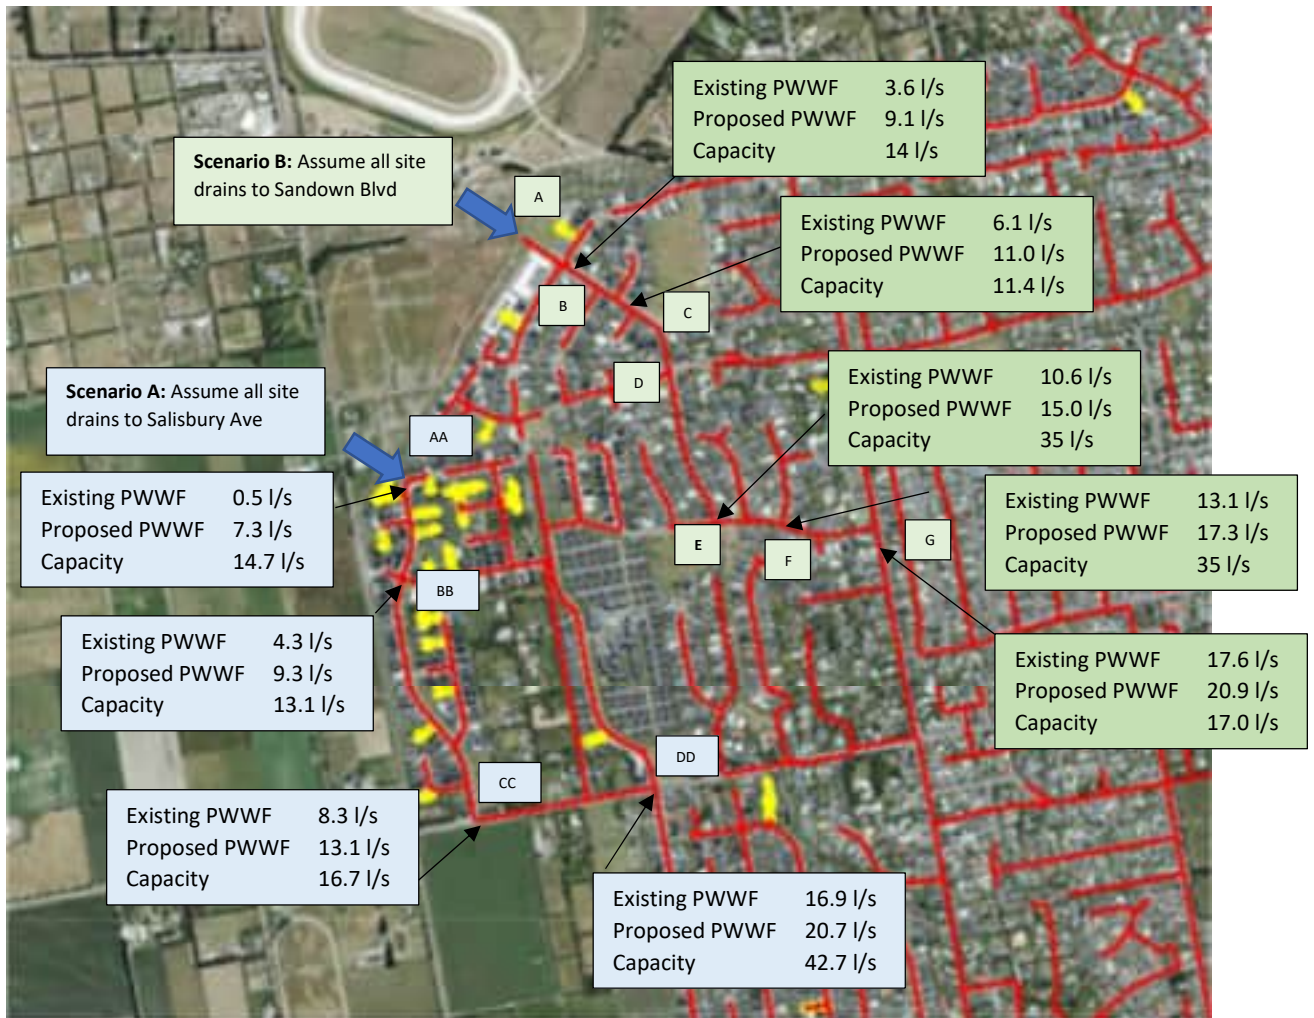 Existing PWWF 3.6 l/s
Proposed PWWF 9.1 l/s
Capacity 14 l/s
Scenario B: Assume all site
drains to Sandown Blvd
A
Existing PWWF 6.1 l/s
Proposed PWWF 11.0 l/s
Capacity 11.4 l/s
B
C
D
Existing PWWF 10.6 l/s
Proposed PWWF 15.0 l/s
Capacity 35 l/s
Scenario A: Assume all site
drains to Salisbury Ave
AA
Existing PWWF 0.5 l/s
Proposed PWWF 7.3 l/s
Capacity 14.7 l/s
Existing PWWF 13.1 l/s
Proposed PWWF 17.3 l/s
Capacity 35 l/s
E
F
G
BB
Existing PWWF 4.3 l/s
Proposed PWWF 9.3 l/s
Capacity 13.1 l/s
Existing PWWF 17.6 l/s
Proposed PWWF 20.9 l/s
Capacity 17.0 l/s
DD
CC
Existing PWWF 8.3 l/s
Proposed PWWF 13.1 l/s
Capacity 16.7 l/s
Existing PWWF 16.9 l/s
Proposed PWWF 20.7 l/s
Capacity 42.7 l/s